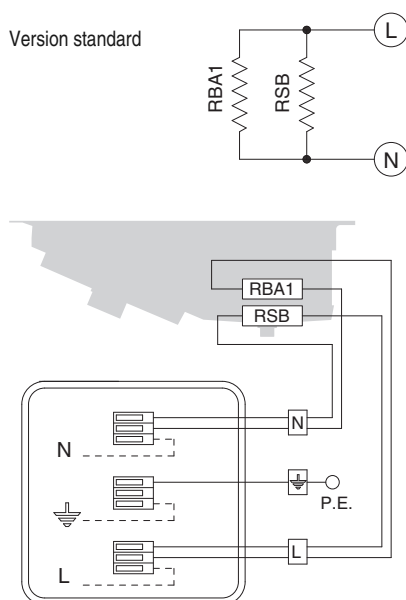 Version standard
L
RBA1
RSB
N
RBA1
RSB
N
N
P.E.
L
L